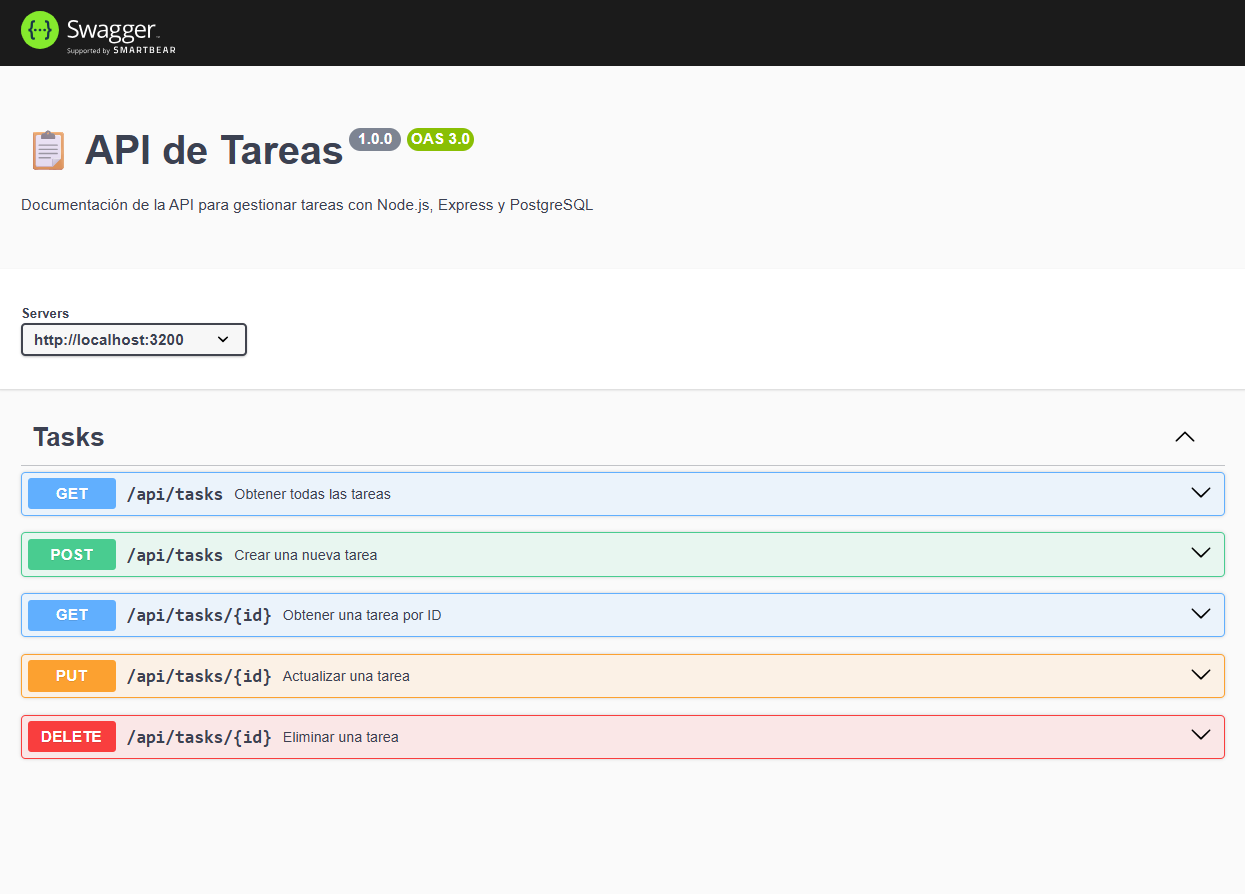 Swagger
Supported by SMARTBEAR
API de Tareas 1.0.0 OAS 3.0
Documentación de la API para gestionar tareas con Node.js, Express y PostgreSQL
Servers
http://localhost:3200
Tasks
GET /api/tasks Obtener todas las tareas
POST /api/tasks Crear una nueva tarea
GET /api/tasks/{id} Obtener una tarea por ID
PUT /api/tasks/{id} Actualizar una tarea
DELETE /api/tasks/{id} Eliminar una tarea